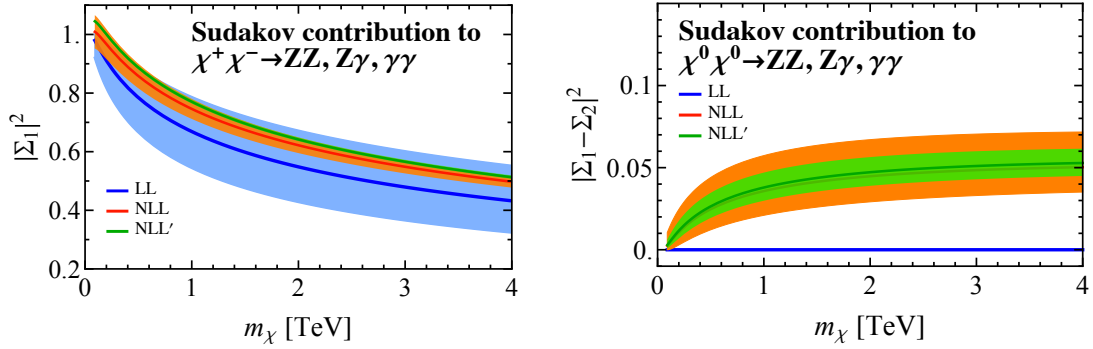 Sudakov contribution to
χ⁺χ⁻→ZZ, Zγ, γγ
|Σ₁|²
1.
0.8
0.6
0.4
0.2
LL
NLL
NLL′
0 1 2 3 4
mχ [TeV]
Sudakov contribution to
χ⁰χ⁰→ZZ, Zγ, γγ
|Σ₁−Σ₂|²
0.1
0.05
0.
LL
NLL
NLL′
0 1 2 3 4
mχ [TeV]